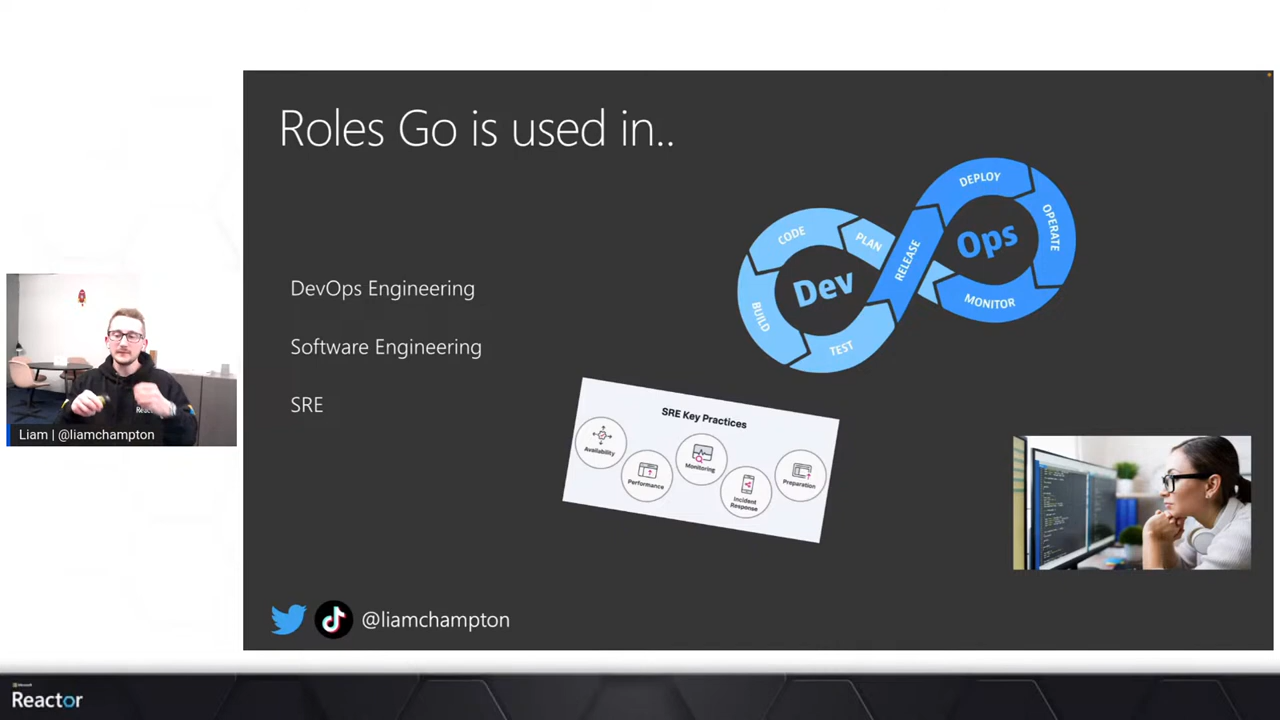 Roles Go is used in..
DevOps Engineering
Software Engineering
SRE
CODE
PLAN
BUILD
TEST
Dev
RELEASE
DEPLOY
OPERATE
MONITOR
Ops
SRE Key Practices
Availability
Performance
Monitoring
Incident
Response
Preparation
@liamchampton
Liam | @liamchampton
Microsoft
Reactor